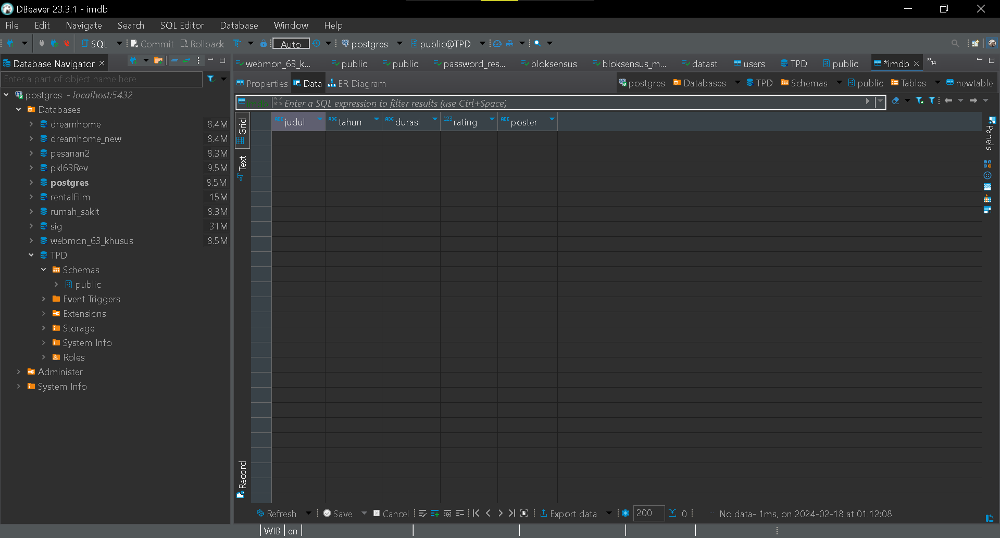 DBeaver 23.3.1 - imdb
File Edit Navigate Search SQL Editor Database Window Help
SQL Commit Rollback Auto postgres public@TPD
Database Navigator
webmon_63_k... public public password_res... bloksensus bloksensus_m... datast users TPD public *imdb »14
Enter a part of object name here
Properties Data ER Diagram postgres Databases TPD Schemas public Tables newtable
imdb Enter a SQL expression to filter results (use Ctrl+Space)
postgres - localhost:5432
Databases
dreamhome 8.4M
dreamhome_new 8.4M
pesanan2 8.3M
pkl63Rev 9.5M
postgres 8.5M
rentalFilm 15M
rumah_sakit 8.3M
sig 31M
webmon_63_khusus 8.5M
TPD
Schemas
public
Event Triggers
Extensions
Storage
System Info
Roles
Administer
System Info
Grid
Text
Record
ABC judul ABC tahun ABC durasi 123 rating ABC poster
Panels
Refresh Save Cancel Export data 200 0 No data- 1ms, on 2024-02-18 at 01:12:08
WIB en